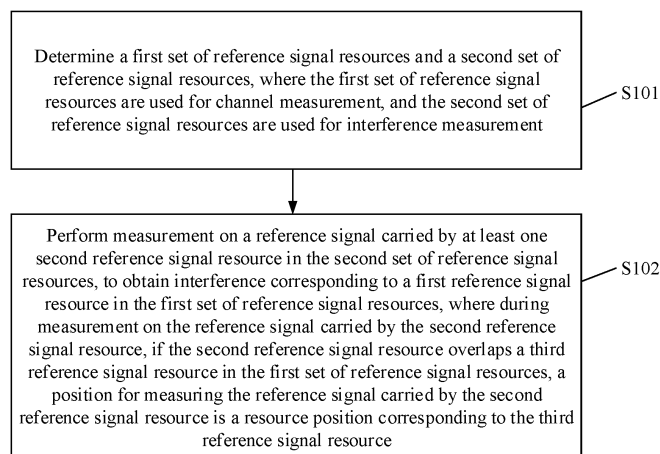 Determine a first set of reference signal resources and a second set of
reference signal resources, where the first set of reference signal
resources are used for channel measurement, and the second set of
reference signal resources are used for interference measurement
S101
Perform measurement on a reference signal carried by at least one
second reference signal resource in the second set of reference signal
resources, to obtain interference corresponding to a first reference signal
resource in the first set of reference signal resources, where during
measurement on the reference signal carried by the second reference
signal resource, if the second reference signal resource overlaps a third
reference signal resource in the first set of reference signal resources, a
position for measuring the reference signal carried by the second
reference signal resource is a resource position corresponding to the third
reference signal resource
S102